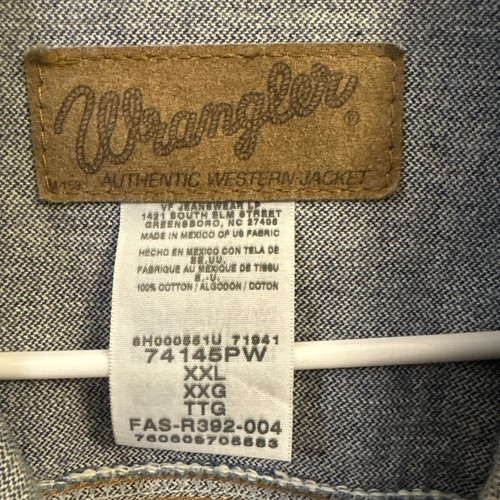 Wrangler®
M 159 AUTHENTIC WESTERN JACKET
VF JEANSWEAR LP
1421 SOUTH ELM STREET
GREENSBORO, NC 27406
MADE IN MEXICO OF US FABRIC
HECHO EN MEXICO CON TELA DE
EE.UU.
FABRIQUE AU MEXIQUE DE TISSU
E.-U.
100% COTTON / ALGODON / COTON
71941
74145PW
XXL
XXG
TTG
FAS-R392-004